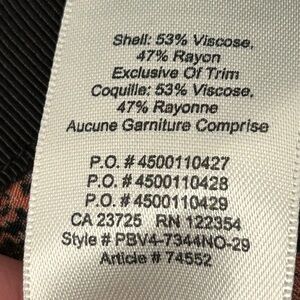 Shell: 53% Viscose,
47% Rayon
Exclusive Of Trim
Coquille: 53% Viscose,
47% Rayonne
Aucune Garniture Comprise
P.O. # 4500110427
P.O. # 4500110428
P.O. # 4500110429
CA 23725 RN 122354
Style # PBV4-7344NO-29
Article # 74552